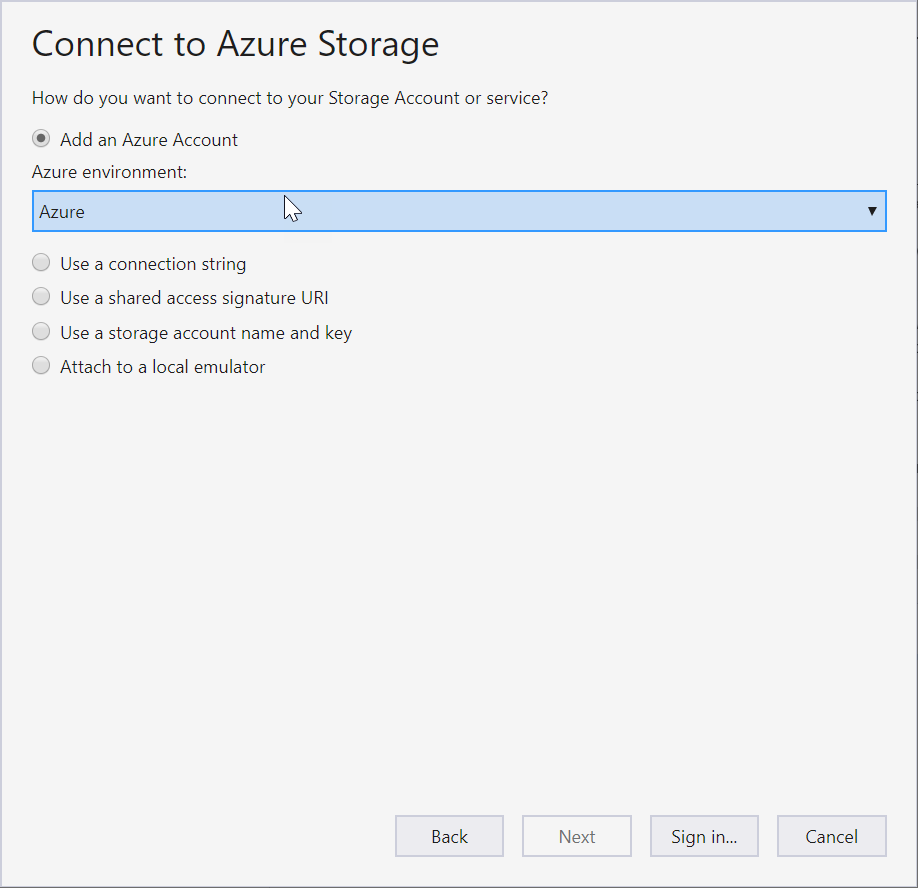 Connect to Azure Storage
How do you want to connect to your Storage Account or service?
Add an Azure Account
Azure environment:
Azure
Use a connection string
Use a shared access signature URI
Use a storage account name and key
Attach to a local emulator
Back Next Sign in... Cancel